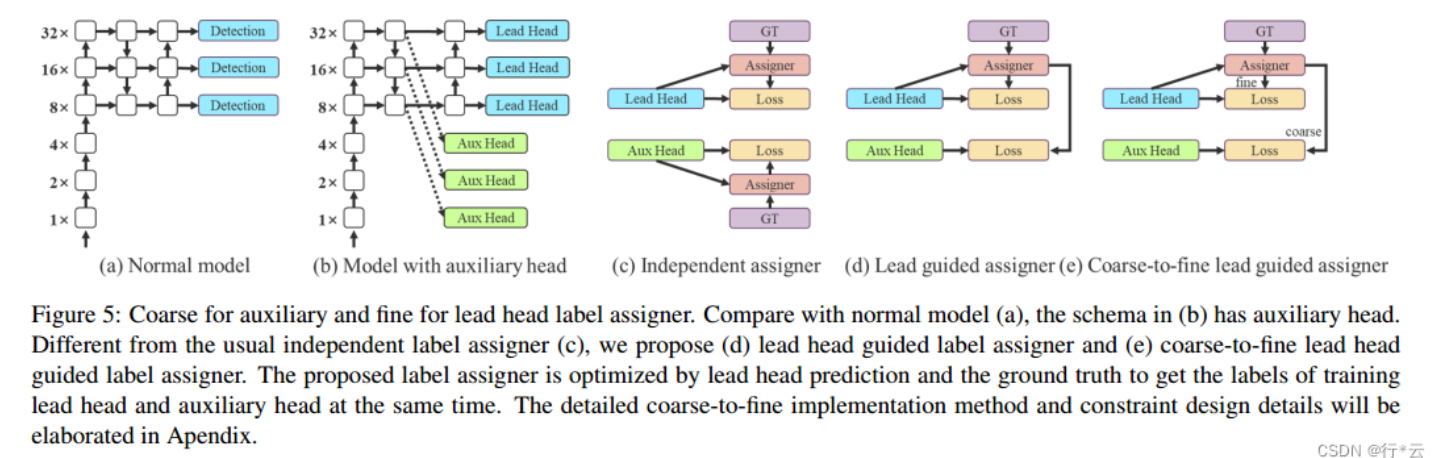 32×
Detection
16×
Detection
8×
Detection
4×
2×
1×
(a) Normal model
32×
Lead Head
16×
Lead Head
8×
Lead Head
4×
Aux Head
2×
Aux Head
1×
Aux Head
(b) Model with auxiliary head
GT
Assigner
Lead Head
Loss
Aux Head
Loss
Assigner
GT
(c) Independent assigner
GT
Assigner
Lead Head
Loss
Aux Head
Loss
(d) Lead guided assigner
GT
Assigner
fine
Lead Head
Loss
coarse
Aux Head
Loss
(e) Coarse-to-fine lead guided assigner
Figure 5: Coarse for auxiliary and fine for lead head label assigner. Compare with normal model (a), the schema in (b) has auxiliary head.
Different from the usual independent label assigner (c), we propose (d) lead head guided label assigner and (e) coarse-to-fine lead head
guided label assigner. The proposed label assigner is optimized by lead head prediction and the ground truth to get the labels of training
lead head and auxiliary head at the same time. The detailed coarse-to-fine implementation method and constraint design details will be
elaborated in Apendix.
CSDN @行*云